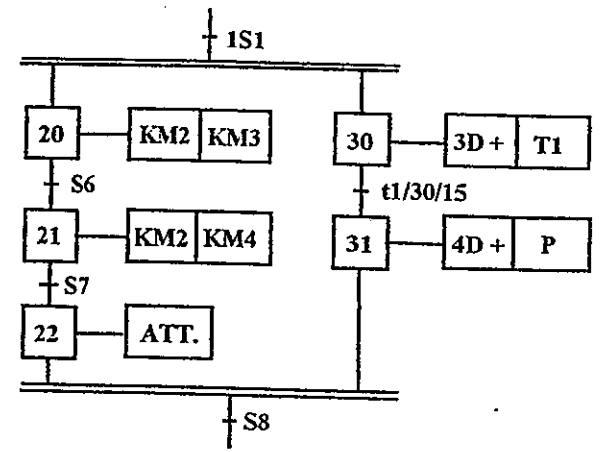 1S1
20 KM2 KM3
30 3D + T1
S6
t1/30/15
21 KM2 KM4
31 4D + P
S7
22 ATT.
S8